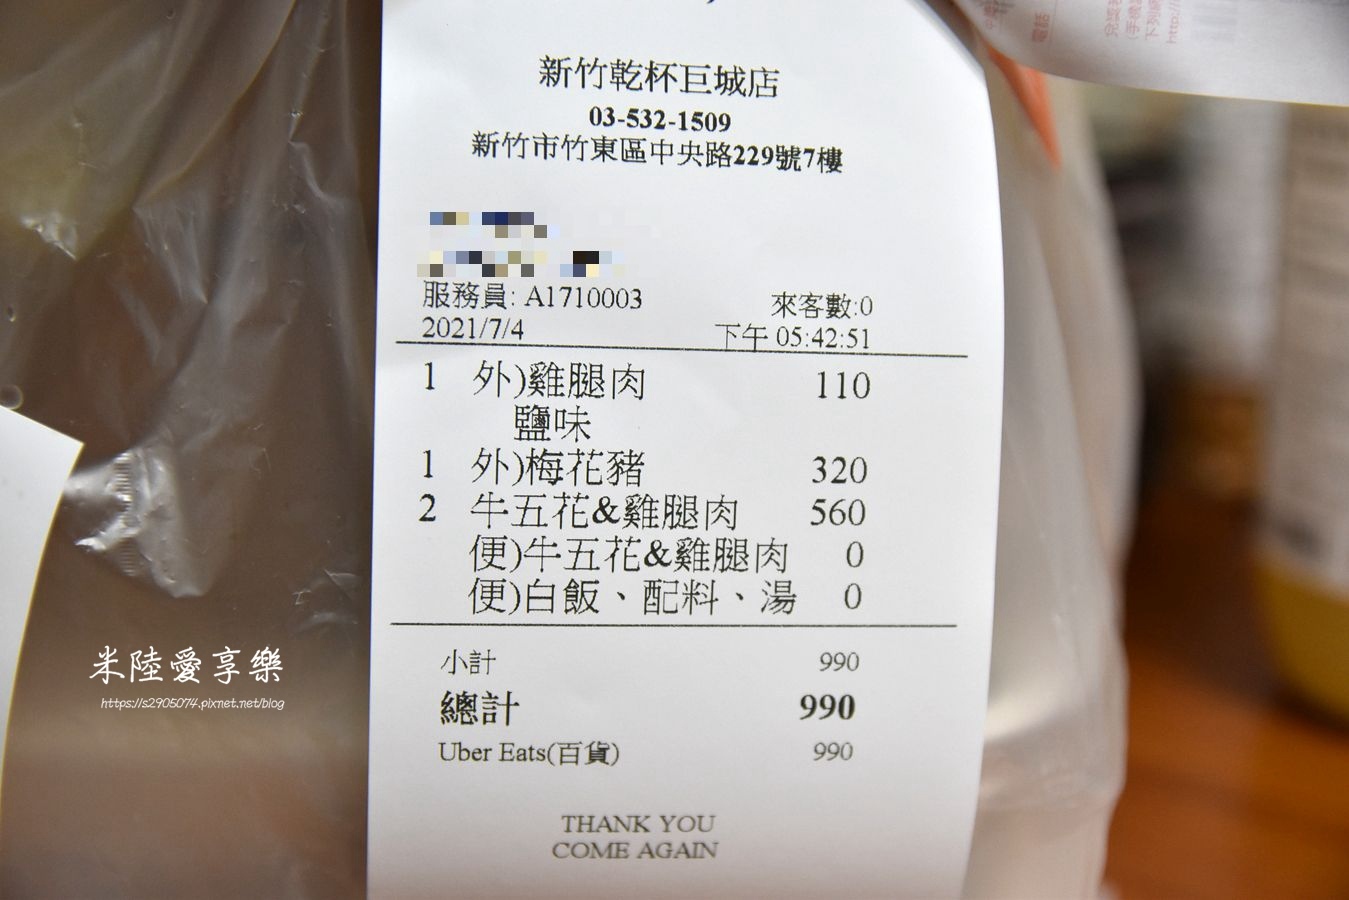 新竹乾杯巨城店
03-532-1509
新竹市竹東區中央路229號7樓
服務員: A1710003 來客數:0
2021/7/4 下午 05:42:51
1 外)雞腿肉 110
鹽味
1 外)梅花豬 320
2 牛五花&雞腿肉 560
便)牛五花&雞腿肉 0
便)白飯、配料、湯 0
小計 990
總計 990
Uber Eats(百貨) 990
THANK YOU
COME AGAIN
米陸愛享樂
https://s2905074.pixnet.net/blog